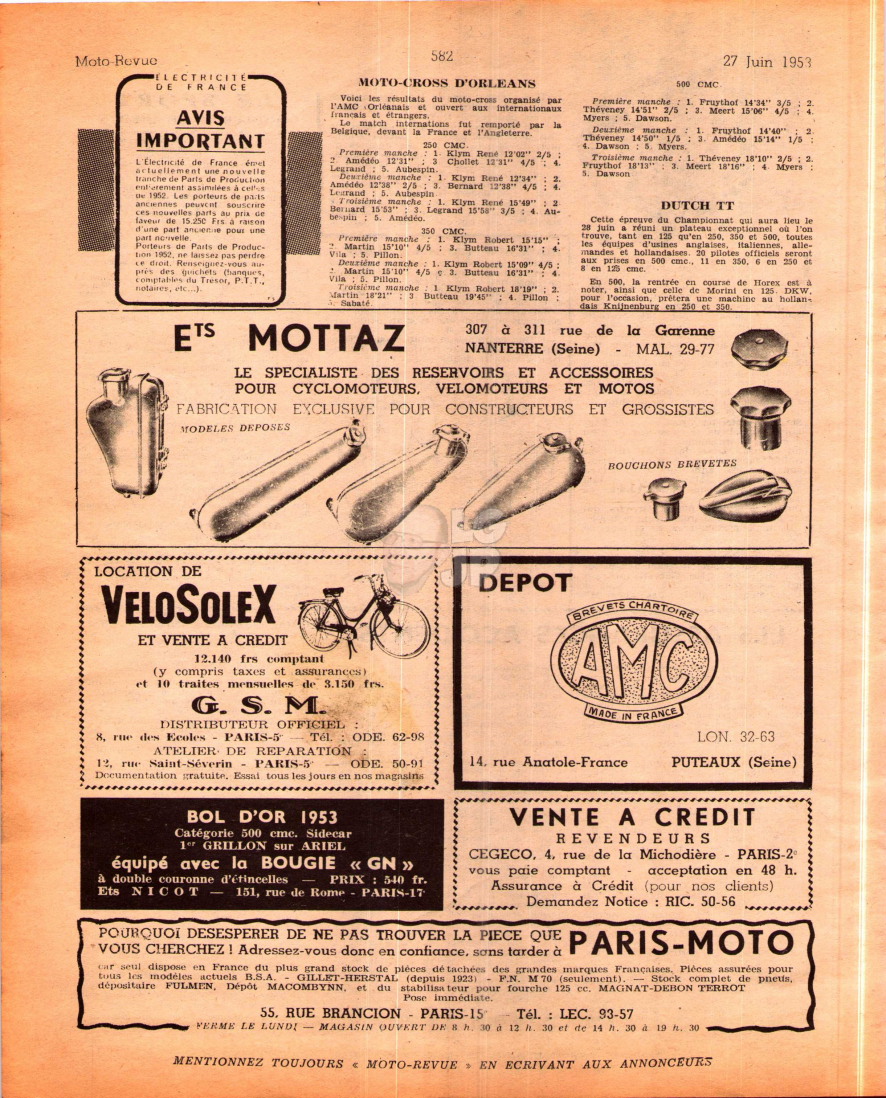 Moto-Revue
582
27 Juin 1953
ÉLECTRICITÉ
DE FRANCE
AVIS
IMPORTANT
L'Électricité de France émet
actuellement une nouvelle
tranche de Parts de Production
entièrement assimilées à celles
de 1952. Les porteurs de parts
anciennes peuvent souscrire
ces nouvelles parts au prix de
faveur de 15.250 Frs à raison
d'une part ancienne pour une
part nouvelle.
Porteurs de Parts de Produc-
tion 1952, ne laissez pas perdre
ce droit. Renseignez-vous au-
près des guichets (banques,
comptables du Trésor, P.T.T.,
notaires, etc...).
MOTO-CROSS D'ORLEANS
Voici les résultats du moto-cross organisé par
l'AMC Orléanais et ouvert aux internationaux
français et étrangers.
Le match international fut remporté par la
Belgique, devant la France et l'Angleterre.
250 CMC.
Première manche : 1. Klym René 12'02'' 2/5 ;
2. Amédéo 12'31'' ; 3 Chollet 12'31'' 4/5 ; 4.
Legrand ; 5. Aubespin.
Deuxième manche : 1. Klym René 12'34'' ; 2.
Amédéo 12'38'' 2/5 ; 3. Bernard 12'38'' 4/5 ; 4.
Legrand ; 5. Aubespin.
Troisième manche : 1. Klym René 15'49'' ; 2
Bernard 15'53'' ; 3. Legrand 15'58'' 3/5 ; 4. Au-
bespin ; 5. Amédéo.
350 CMC.
Première manche : 1. Klym Robert 15'15'' ;
2. Martin 15'10'' 4/5 ; 3. Butteau 16'31'' ; 4.
Vila ; 5. Pillon.
Deuxième manche : 1. Klym Robert 15'09'' 4/5 ;
2. Martin 15'10'' 4/5 ; 3. Butteau 16'31'' ; 4.
Vila ; 5. Pillon.
Troisième manche : 1. Klym Robert 18'19'' ; 2.
Martin 18'21'' ; 3 Butteau 19'45'' ; 4. Pillon ;
5. Sabaté.
500 CMC.
Première manche : 1. Fruythof 14'34'' 3/5 ; 2.
Théveney 14'51'' 2/5 ; 3. Meert 15'06'' 4/5 ; 4.
Myers ; 5. Dawson.
Deuxième manche : 1. Fruythof 14'40'' ; 2.
Théveney 14'50'' 1/5 ; 3. Amédéo 15'14'' 1/5 ;
4. Dawson ; 5. Myers.
Troisième manche : 1. Théveney 18'10'' 2/5 ; 2.
Fruythof 18'13'' ; 3. Meert 18'16'' ; 4. Myers ;
5. Dawson
DUTCH TT
Cette épreuve du Championnat qui aura lieu le
28 juin a réuni un plateau exceptionnel où l'on
trouve, tant en 125 qu'en 250, 350 et 500, toutes
les équipes d'usines anglaises, italiennes, alle-
mandes et hollandaises. 20 pilotes officiels seront
aux prises en 500 cmc., 11 en 350, 6 en 250 et
8 en 125 cmc.
En 500, la rentrée en course de Horex est à
noter, ainsi que celle de Morini en 125. DKW,
pour l'occasion, prêtera une machine au hollan-
dais Knijnenburg en 250 et 350.
ETS MOTTAZ
307 à 311 rue de la Garenne
NANTERRE (Seine) - MAL. 29-77
LE SPECIALISTE DES RESERVOIRS ET ACCESSOIRES
POUR CYCLOMOTEURS, VELOMOTEURS ET MOTOS
FABRICATION EXCLUSIVE POUR CONSTRUCTEURS ET GROSSISTES
MODELES DEPOSES
BOUCHONS BREVETES
LOCATION DE
VELOSOLEX
ET VENTE A CREDIT
12.140 frs comptant
(y compris taxes et assurances)
et 10 traites mensuelles de 3.150 frs.
G. S. M.
DISTRIBUTEUR OFFICIEL :
8, rue des Ecoles - PARIS-5e — Tél. : ODE. 62-98
ATELIER DE REPARATION :
12, rue Saint-Séverin - PARIS-5e — ODE. 50-91
Documentation gratuite. Essai tous les jours en nos magasins
DEPOT
BREVETS CHARTOIRE
AMC
MADE IN FRANCE
LON. 32-63
14, rue Anatole-France PUTEAUX (Seine)
LC
JP
BOL D'OR 1953
Catégorie 500 cmc. Sidecar
1er GRILLON sur ARIEL
équipé avec la BOUGIE « GN »
à double couronne d'étincelles — PRIX : 540 fr.
Ets NICOT — 151, rue de Rome - PARIS-17e
VENTE A CREDIT
REVENDEURS
CEGECO, 4, rue de la Michodière - PARIS-2e
vous paie comptant - acceptation en 48 h.
Assurance à Crédit (pour nos clients)
Demandez Notice : RIC. 50-56
POURQUOI DESESPERER DE NE PAS TROUVER LA PIECE QUE
VOUS CHERCHEZ ! Adressez-vous donc en confiance, sans tarder à PARIS-MOTO
car seul dispose en France du plus grand stock de pièces détachées des grandes marques Françaises. Pièces assurées pour
tous les modèles actuels B.S.A. - GILLET-HERSTAL (depuis 1923) - F.N. M 70 (seulement). — Stock complet de pneus,
dépositaire FULMEN, Dépôt MACOMBYNN, et du stabilisateur pour fourche 125 cc. MAGNAT-DEBON TERROT
Pose immédiate.
55, RUE BRANCION - PARIS-15e — Tél. : LEC. 93-57
FERME LE LUNDI — MAGASIN OUVERT DE 8 h. 30 à 12 h. 30 et de 14 h. 30 à 19 h. 30
MENTIONNEZ TOUJOURS « MOTO-REVUE » EN ECRIVANT AUX ANNONCEURS